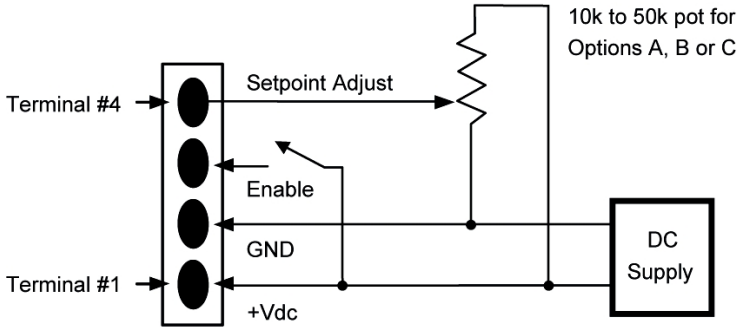 10k to 50k pot for
Options A, B or C
Setpoint Adjust
Terminal #4
Enable
GND
DC
Supply
Terminal #1
+Vdc